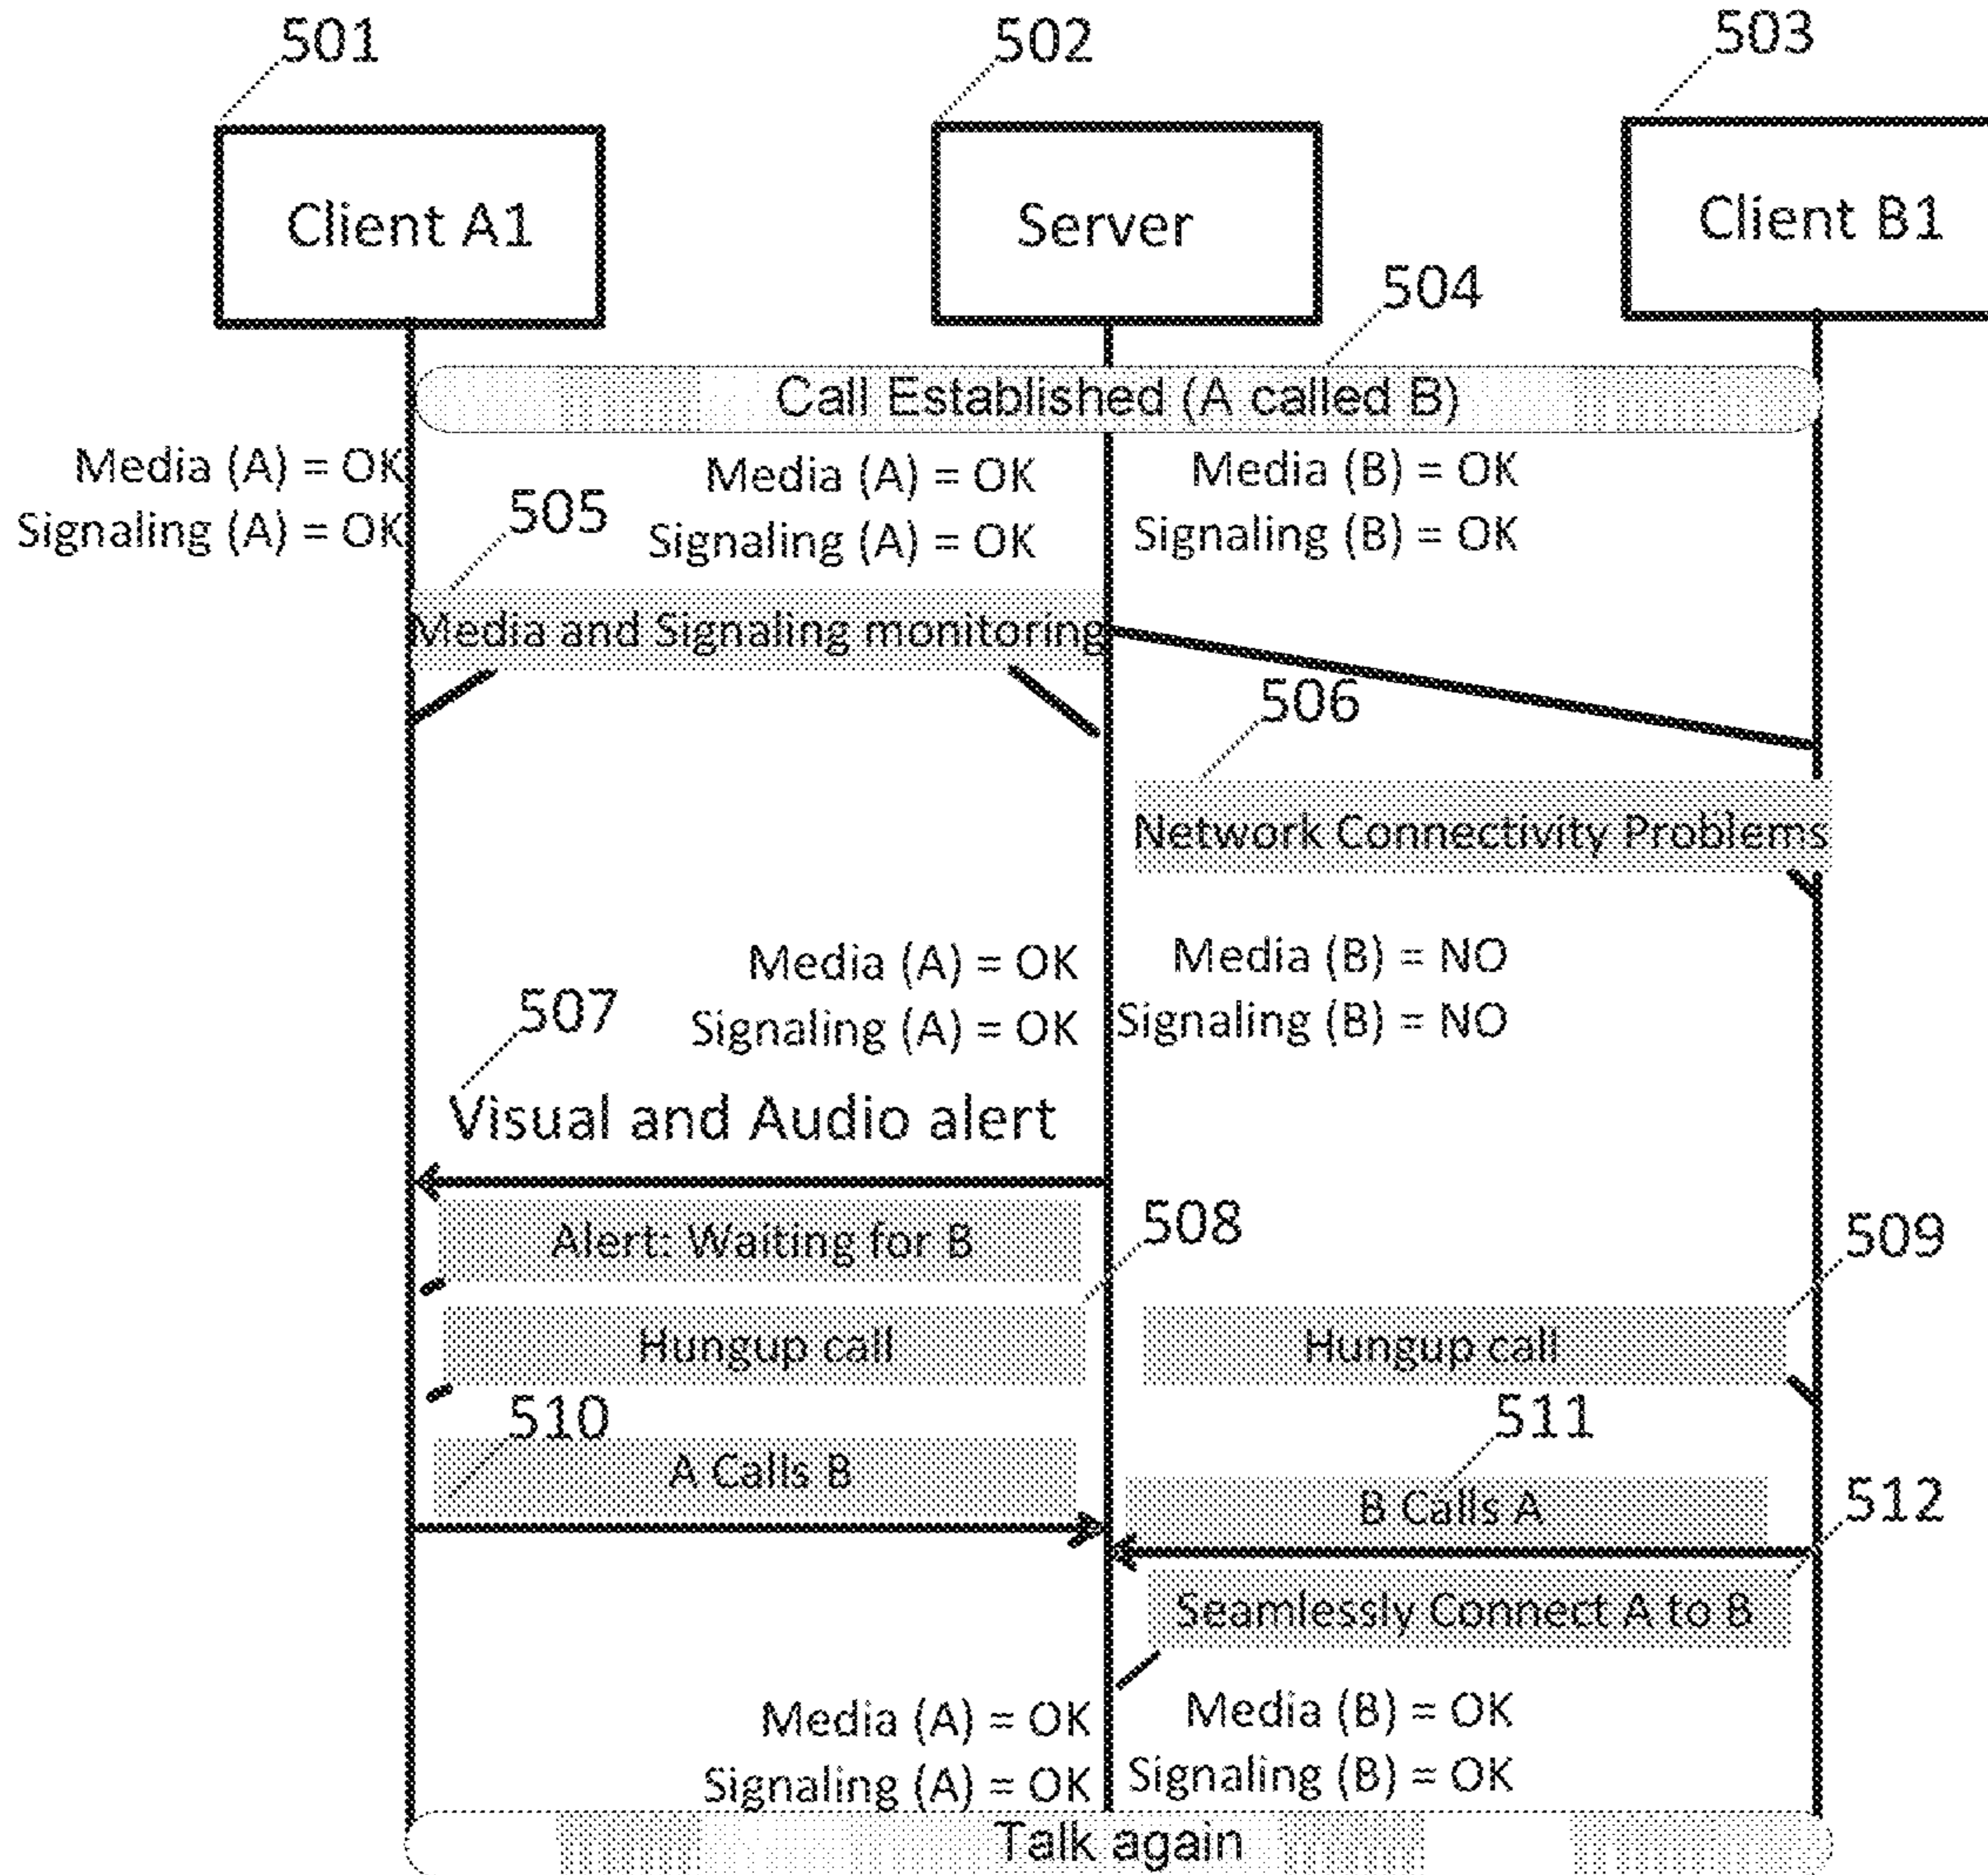 501
502
503
Client A1
Server
Client B1
504
Call Established (A called B)
Media (A) = OK
Signaling (A) = OK
505
Media (A) = OK
Signaling (A) = OK
Media (B) = OK
Signaling (B) = OK
Media and Signaling monitoring
506
Network Connectivity Problems
Media (A) = OK
Signaling (A) = OK
Media (B) = NO
Signaling (B) = NO
507
Visual and Audio alert
Alert: Waiting for B
508
509
Hungup call
Hungup call
510
A Calls B
511
B Calls A
512
Seamlessly Connect A to B
Media (A) = OK
Signaling (A) = OK
Media (B) = OK
Signaling (B) = OK
Talk again